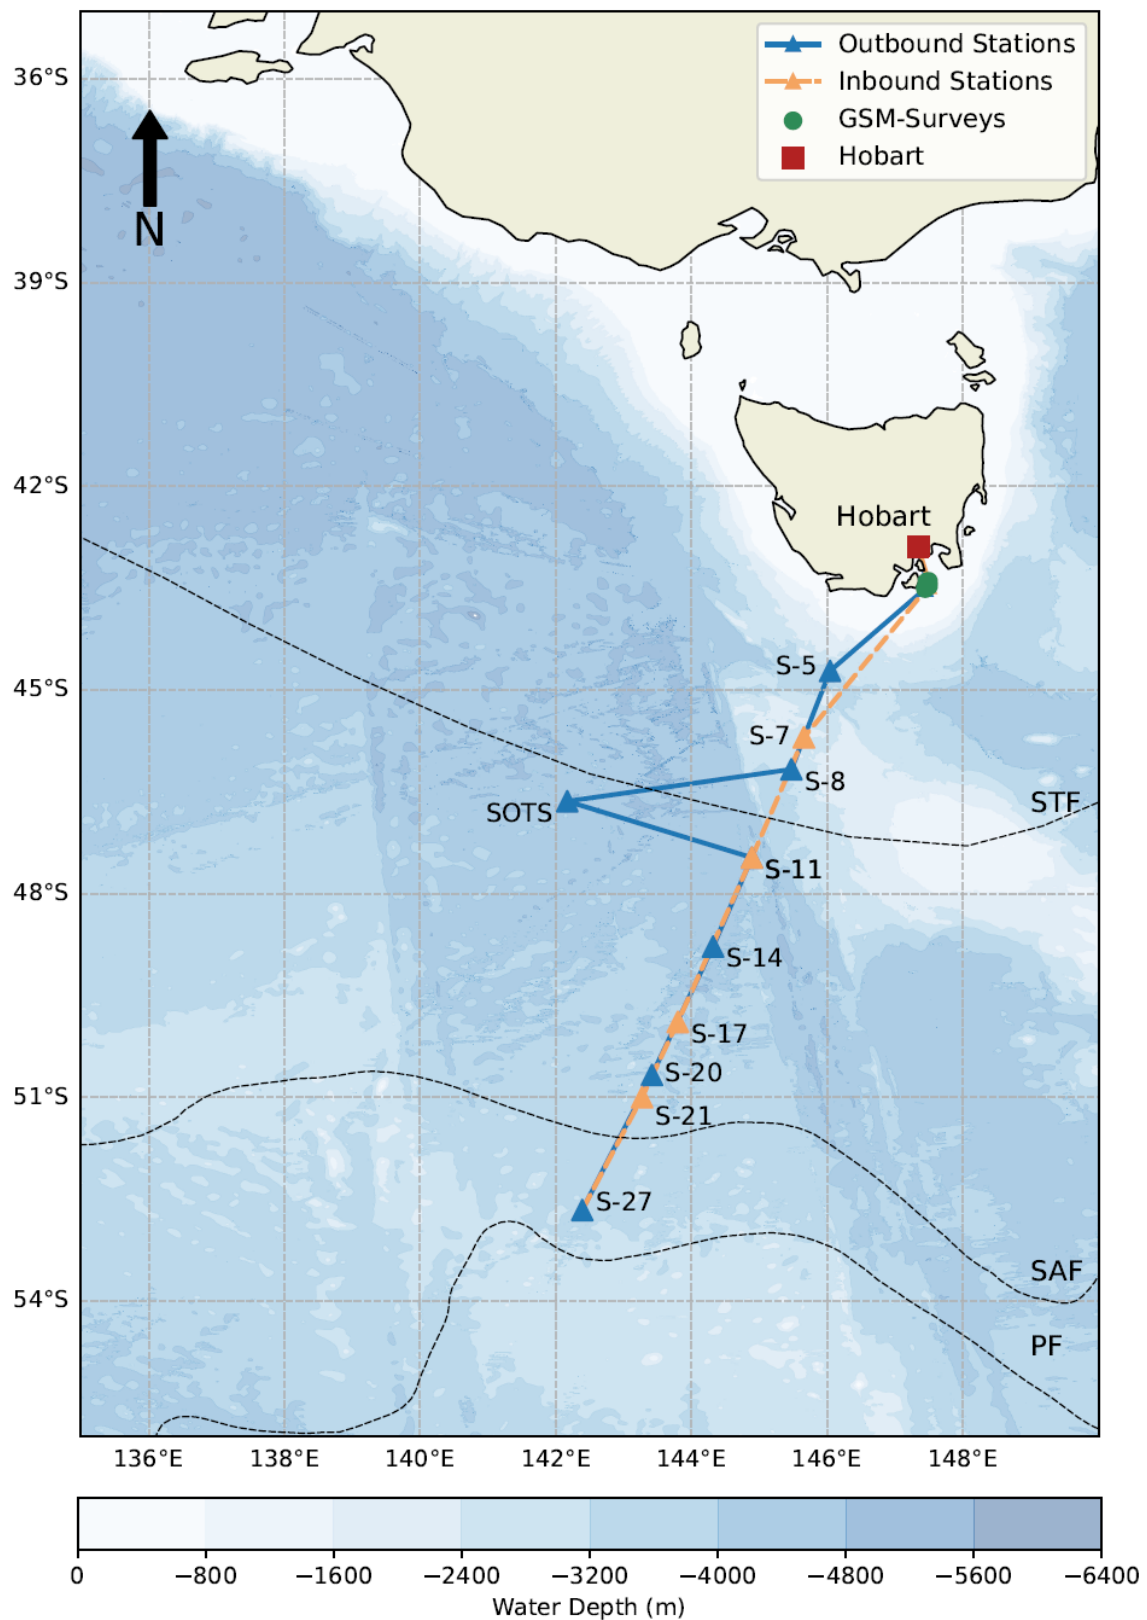 Outbound Stations
Inbound Stations
GSM-Surveys
Hobart
N
36°S
39°S
42°S
45°S
48°S
51°S
54°S
Hobart
S-5
S-7
S-8
SOTS
STF
S-11
S-14
S-17
S-20
S-21
S-27
SAF
PF
136°E 138°E 140°E 142°E 144°E 146°E 148°E
0 −800 −1600 −2400 −3200 −4000 −4800 −5600 −6400
Water Depth (m)